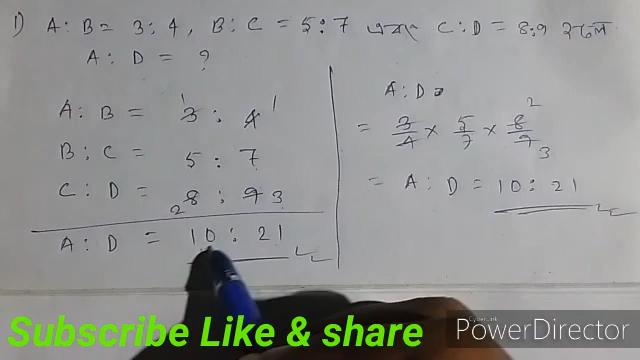 1) A : B = 3 : 4 , B : C = 5 : 7 এবং C : D = 8 : 9 হলে
A : D = ?
A : B = 3 : 4
B : C = 5 : 7
C : D = 8 : 9
A : D = 10 : 21
A : D =
= 3/4 × 5/7 × 8/9
= A : D = 10 : 21
Subscribe Like & share
CyberLink
PowerDirector